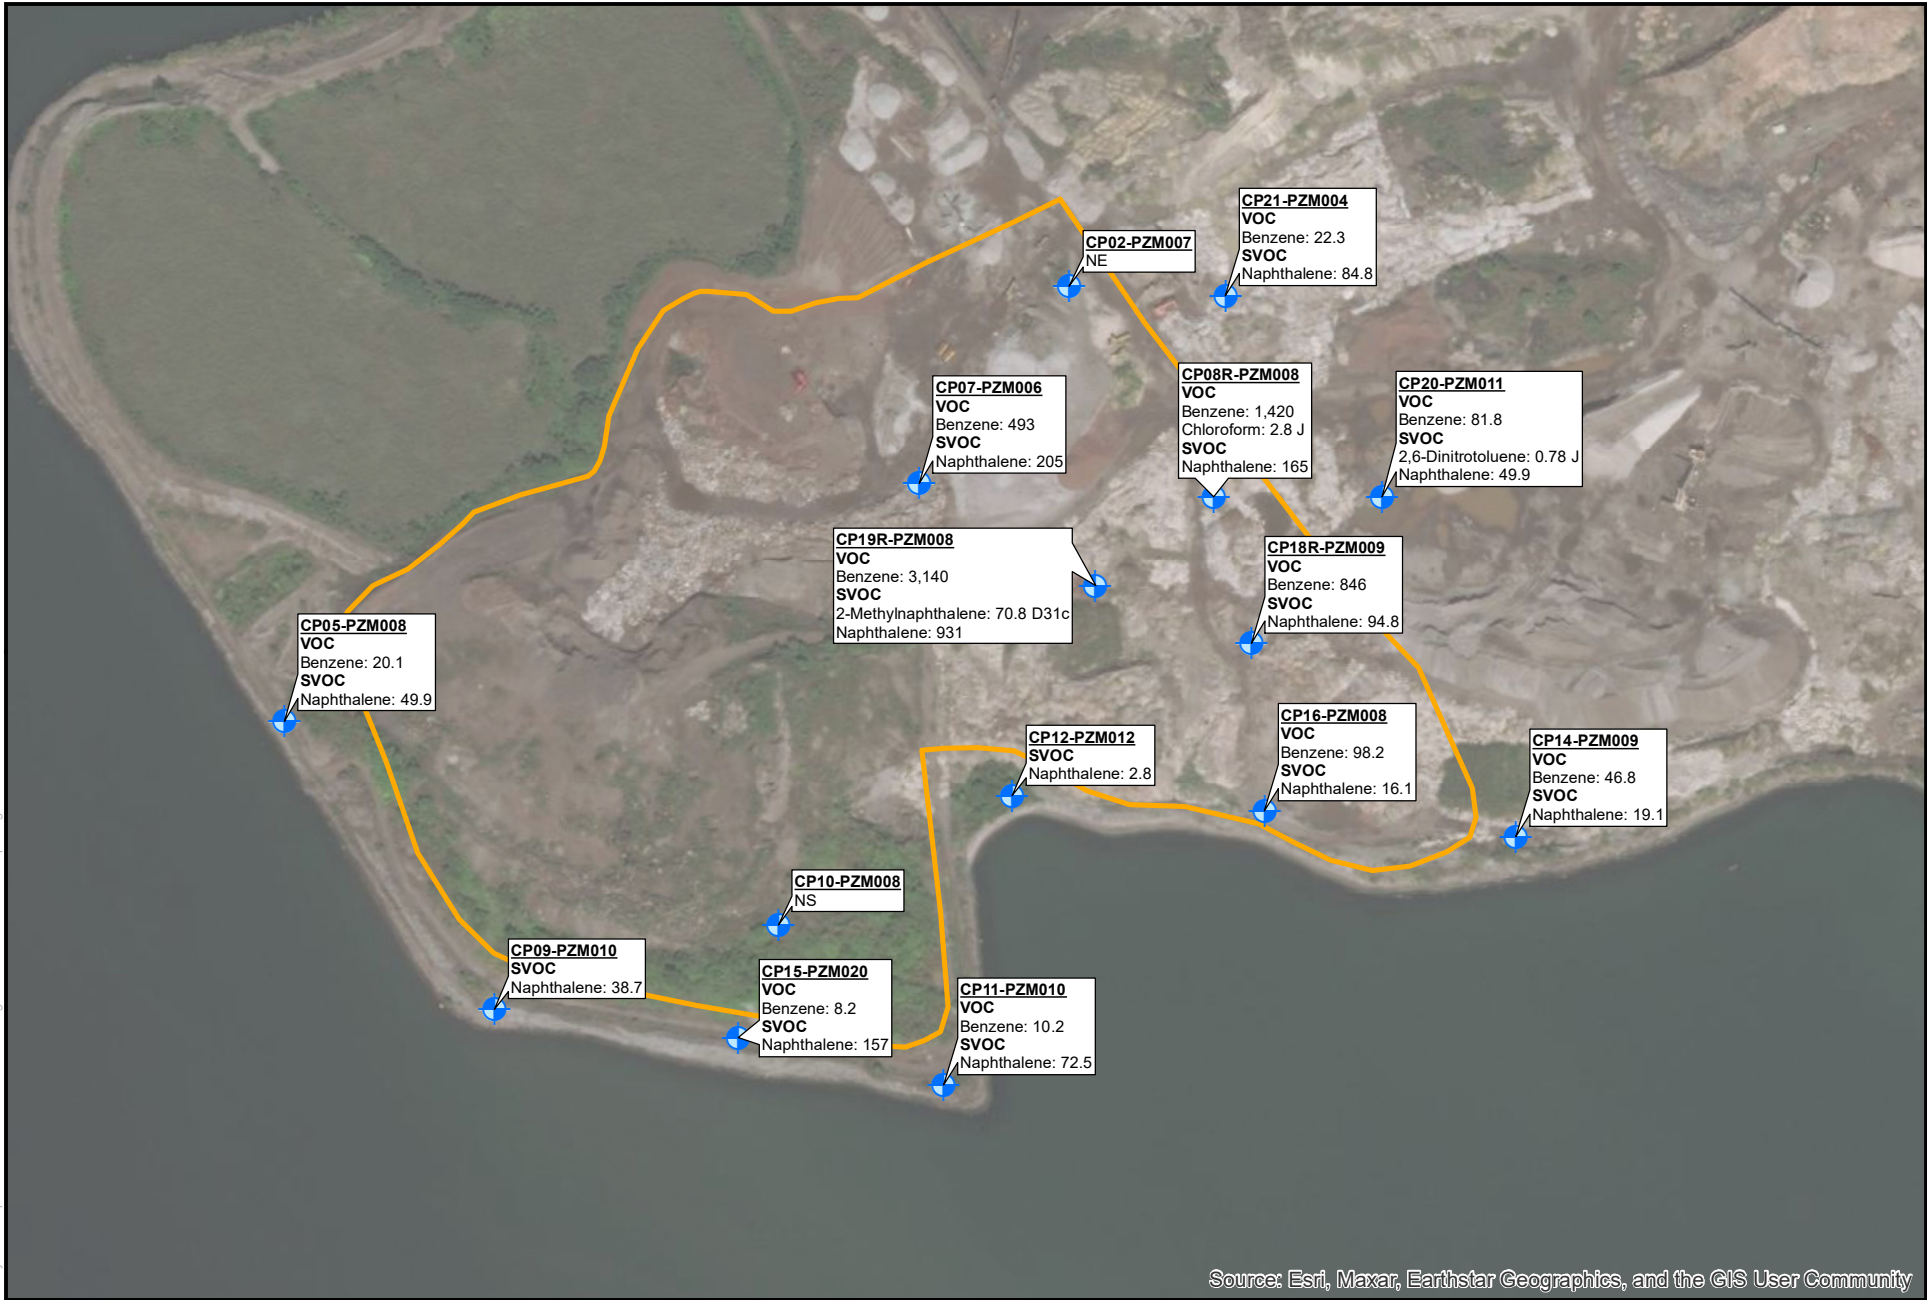 CP21-PZM004
VOC
Benzene: 22.3
SVOC
Naphthalene: 84.8
CP02-PZM007
NE
CP07-PZM006
VOC
Benzene: 493
SVOC
Naphthalene: 205
CP08R-PZM008
VOC
Benzene: 1,420
Chloroform: 2.8 J
SVOC
Naphthalene: 165
CP20-PZM011
VOC
Benzene: 81.8
SVOC
2,6-Dinitrotoluene: 0.78 J
Naphthalene: 49.9
CP19R-PZM008
VOC
Benzene: 3,140
SVOC
2-Methylnaphthalene: 70.8 D31c
Naphthalene: 931
CP18R-PZM009
VOC
Benzene: 846
SVOC
Naphthalene: 94.8
CP05-PZM008
VOC
Benzene: 20.1
SVOC
Naphthalene: 49.9
CP12-PZM012
SVOC
Naphthalene: 2.8
CP16-PZM008
VOC
Benzene: 98.2
SVOC
Naphthalene: 16.1
CP14-PZM009
VOC
Benzene: 46.8
SVOC
Naphthalene: 19.1
CP10-PZM008
NS
CP09-PZM010
SVOC
Naphthalene: 38.7
CP15-PZM020
VOC
Benzene: 8.2
SVOC
Naphthalene: 157
CP11-PZM010
VOC
Benzene: 10.2
SVOC
Naphthalene: 72.5
Source: Esri, Maxar, Earthstar Geographics, and the GIS User Community